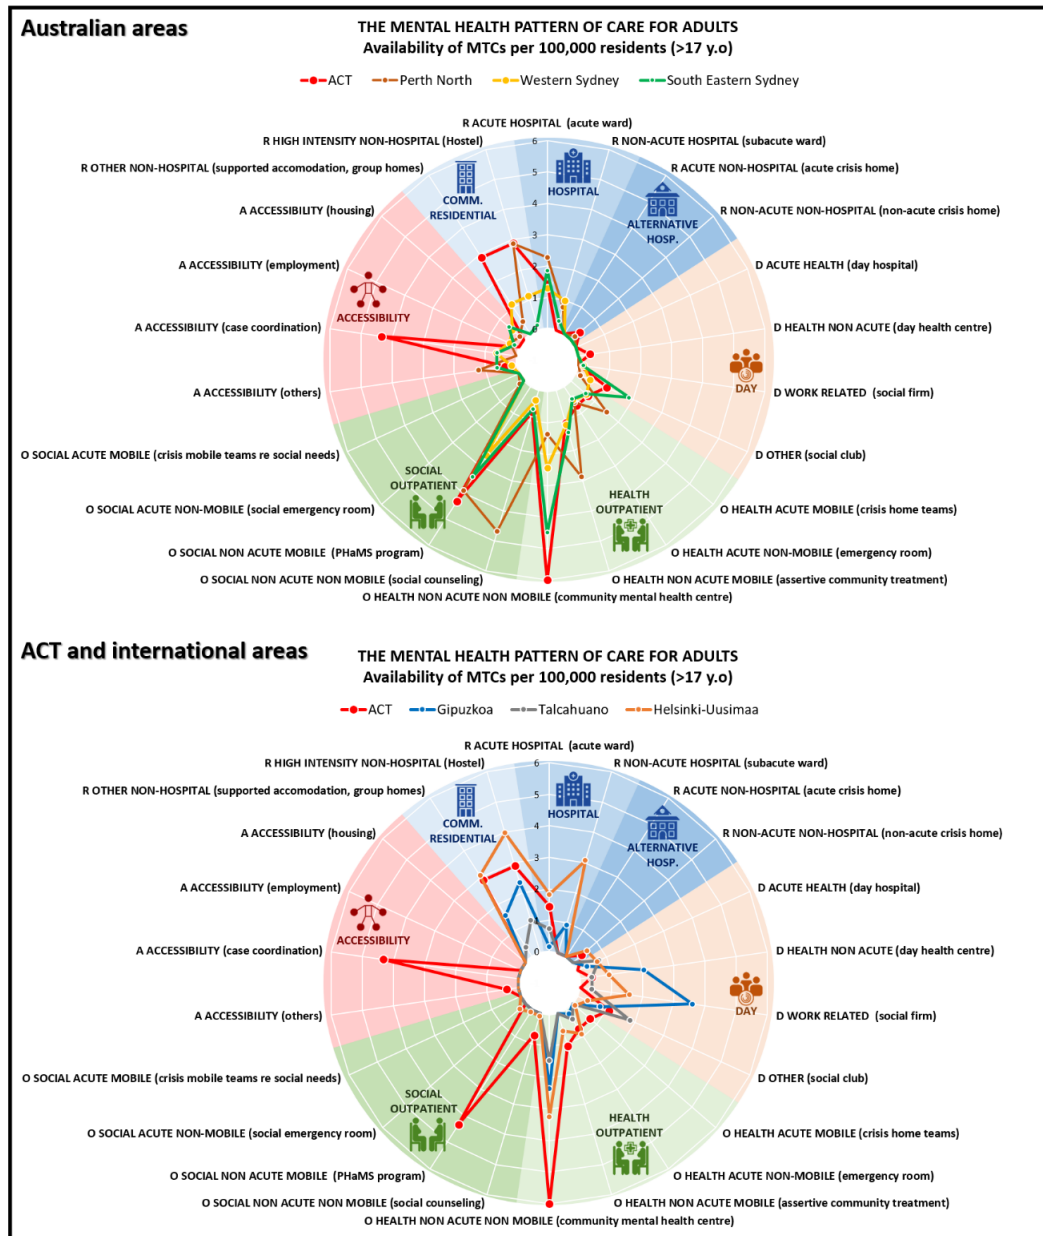 Australian areas
THE MENTAL HEALTH PATTERN OF CARE FOR ADULTS
Availability of MTCs per 100,000 residents (>17 y.o)
ACT
Perth North
Western Sydney
South Eastern Sydney
R ACUTE HOSPITAL (acute ward)
R HIGH INTENSITY NON-HOSPITAL (Hostel)
R NON-ACUTE HOSPITAL (subacute ward)
R OTHER NON-HOSPITAL (supported accomodation, group homes)
R ACUTE NON-HOSPITAL (acute crisis home)
A ACCESSIBILITY (housing)
R NON-ACUTE NON-HOSPITAL (non-acute crisis home)
A ACCESSIBILITY (employment)
D ACUTE HEALTH (day hospital)
A ACCESSIBILITY (case coordination)
D HEALTH NON ACUTE (day health centre)
A ACCESSIBILITY (others)
D WORK RELATED (social firm)
O SOCIAL ACUTE MOBILE (crisis mobile teams re social needs)
D OTHER (social club)
O SOCIAL ACUTE NON-MOBILE (social emergency room)
O HEALTH ACUTE MOBILE (crisis home teams)
O SOCIAL NON ACUTE MOBILE (PHaMS program)
O HEALTH ACUTE NON-MOBILE (emergency room)
O SOCIAL NON ACUTE NON MOBILE (social counseling)
O HEALTH NON ACUTE MOBILE (assertive community treatment)
O HEALTH NON ACUTE NON MOBILE (community mental health centre)
6
5
4
3
2
1
0
HOSPITAL
COMM.
RESIDENTIAL
ALTERNATIVE
HOSP.
ACCESSIBILITY
DAY
SOCIAL
OUTPATIENT
HEALTH
OUTPATIENT
ACT and international areas
THE MENTAL HEALTH PATTERN OF CARE FOR ADULTS
Availability of MTCs per 100,000 residents (>17 y.o)
ACT
Gipuzkoa
Talcahuano
Helsinki-Uusimaa
R ACUTE HOSPITAL (acute ward)
R HIGH INTENSITY NON-HOSPITAL (Hostel)
R NON-ACUTE HOSPITAL (subacute ward)
R OTHER NON-HOSPITAL (supported accomodation, group homes)
R ACUTE NON-HOSPITAL (acute crisis home)
A ACCESSIBILITY (housing)
R NON-ACUTE NON-HOSPITAL (non-acute crisis home)
A ACCESSIBILITY (employment)
D ACUTE HEALTH (day hospital)
A ACCESSIBILITY (case coordination)
D HEALTH NON ACUTE (day health centre)
A ACCESSIBILITY (others)
D WORK RELATED (social firm)
O SOCIAL ACUTE MOBILE (crisis mobile teams re social needs)
D OTHER (social club)
O SOCIAL ACUTE NON-MOBILE (social emergency room)
O HEALTH ACUTE MOBILE (crisis home teams)
O SOCIAL NON ACUTE MOBILE (PHaMS program)
O HEALTH ACUTE NON-MOBILE (emergency room)
O SOCIAL NON ACUTE NON MOBILE (social counseling)
O HEALTH NON ACUTE MOBILE (assertive community treatment)
O HEALTH NON ACUTE NON MOBILE (community mental health centre)
6
5
4
3
2
1
0
HOSPITAL
COMM.
RESIDENTIAL
ALTERNATIVE
HOSP.
ACCESSIBILITY
DAY
SOCIAL
OUTPATIENT
HEALTH
OUTPATIENT